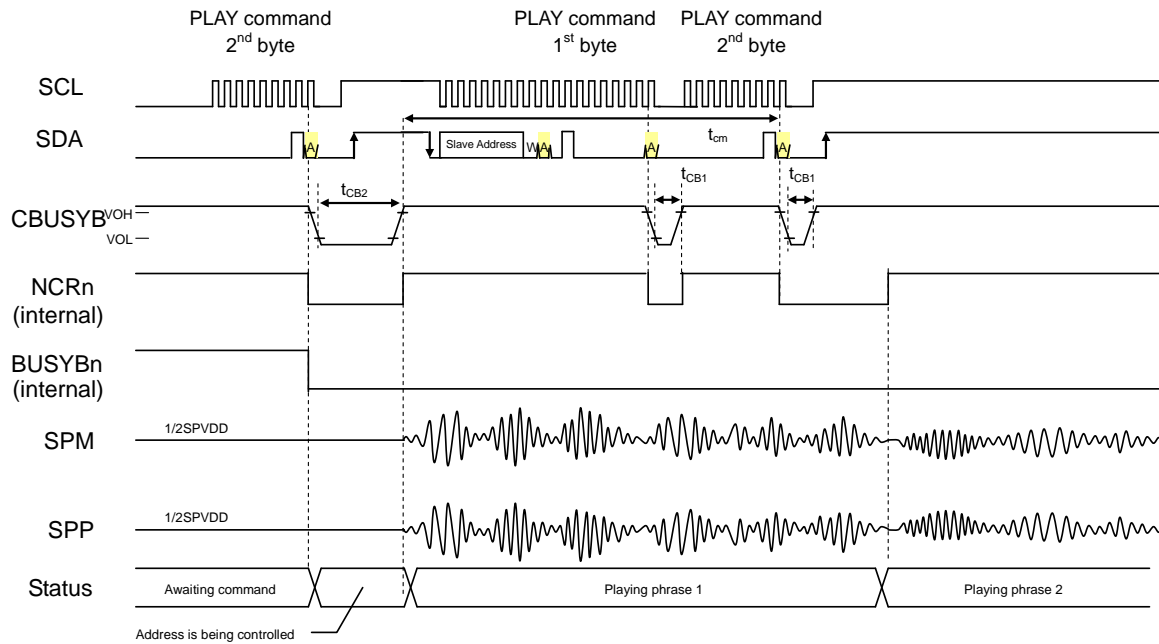 PLAY command
2nd byte
PLAY command
1st byte
PLAY command
2nd byte
SCL
SDA
A
Slave Address
W
A
A
tcm
A
CBUSYB
VOH
VOL
tCB2
tCB1
tCB1
NCRn
(internal)
BUSYBn
(internal)
SPM
1/2SPVDD
SPP
1/2SPVDD
Status
Awaiting command
Playing phrase 1
Playing phrase 2
Address is being controlled